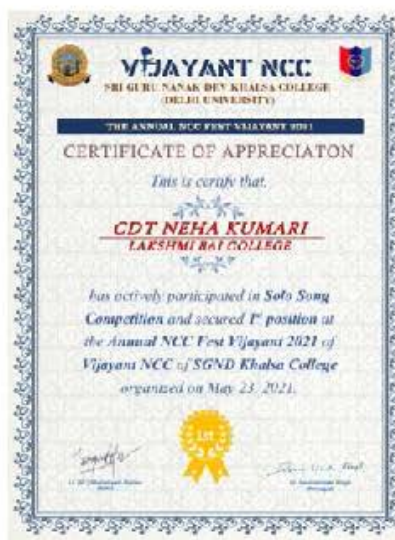 VIJAYANT NCC
SRI GURU NANAK DEV KHALSA COLLEGE
(DELHI UNIVERSITY)
THE ANNUAL NCC FEST VIJAYANT 2021
CERTIFICATE OF APPRECIATON
This is certify that,
CDT NEHA KUMARI
LAKSHMI BAI COLLEGE
has actively participated in Solo Song
Competition and secured 1st position at
the Annual NCC Fest Vijayant 2021 of
Vijayant NCC of SGND Khalsa College
organized on May 23, 2021.
1st